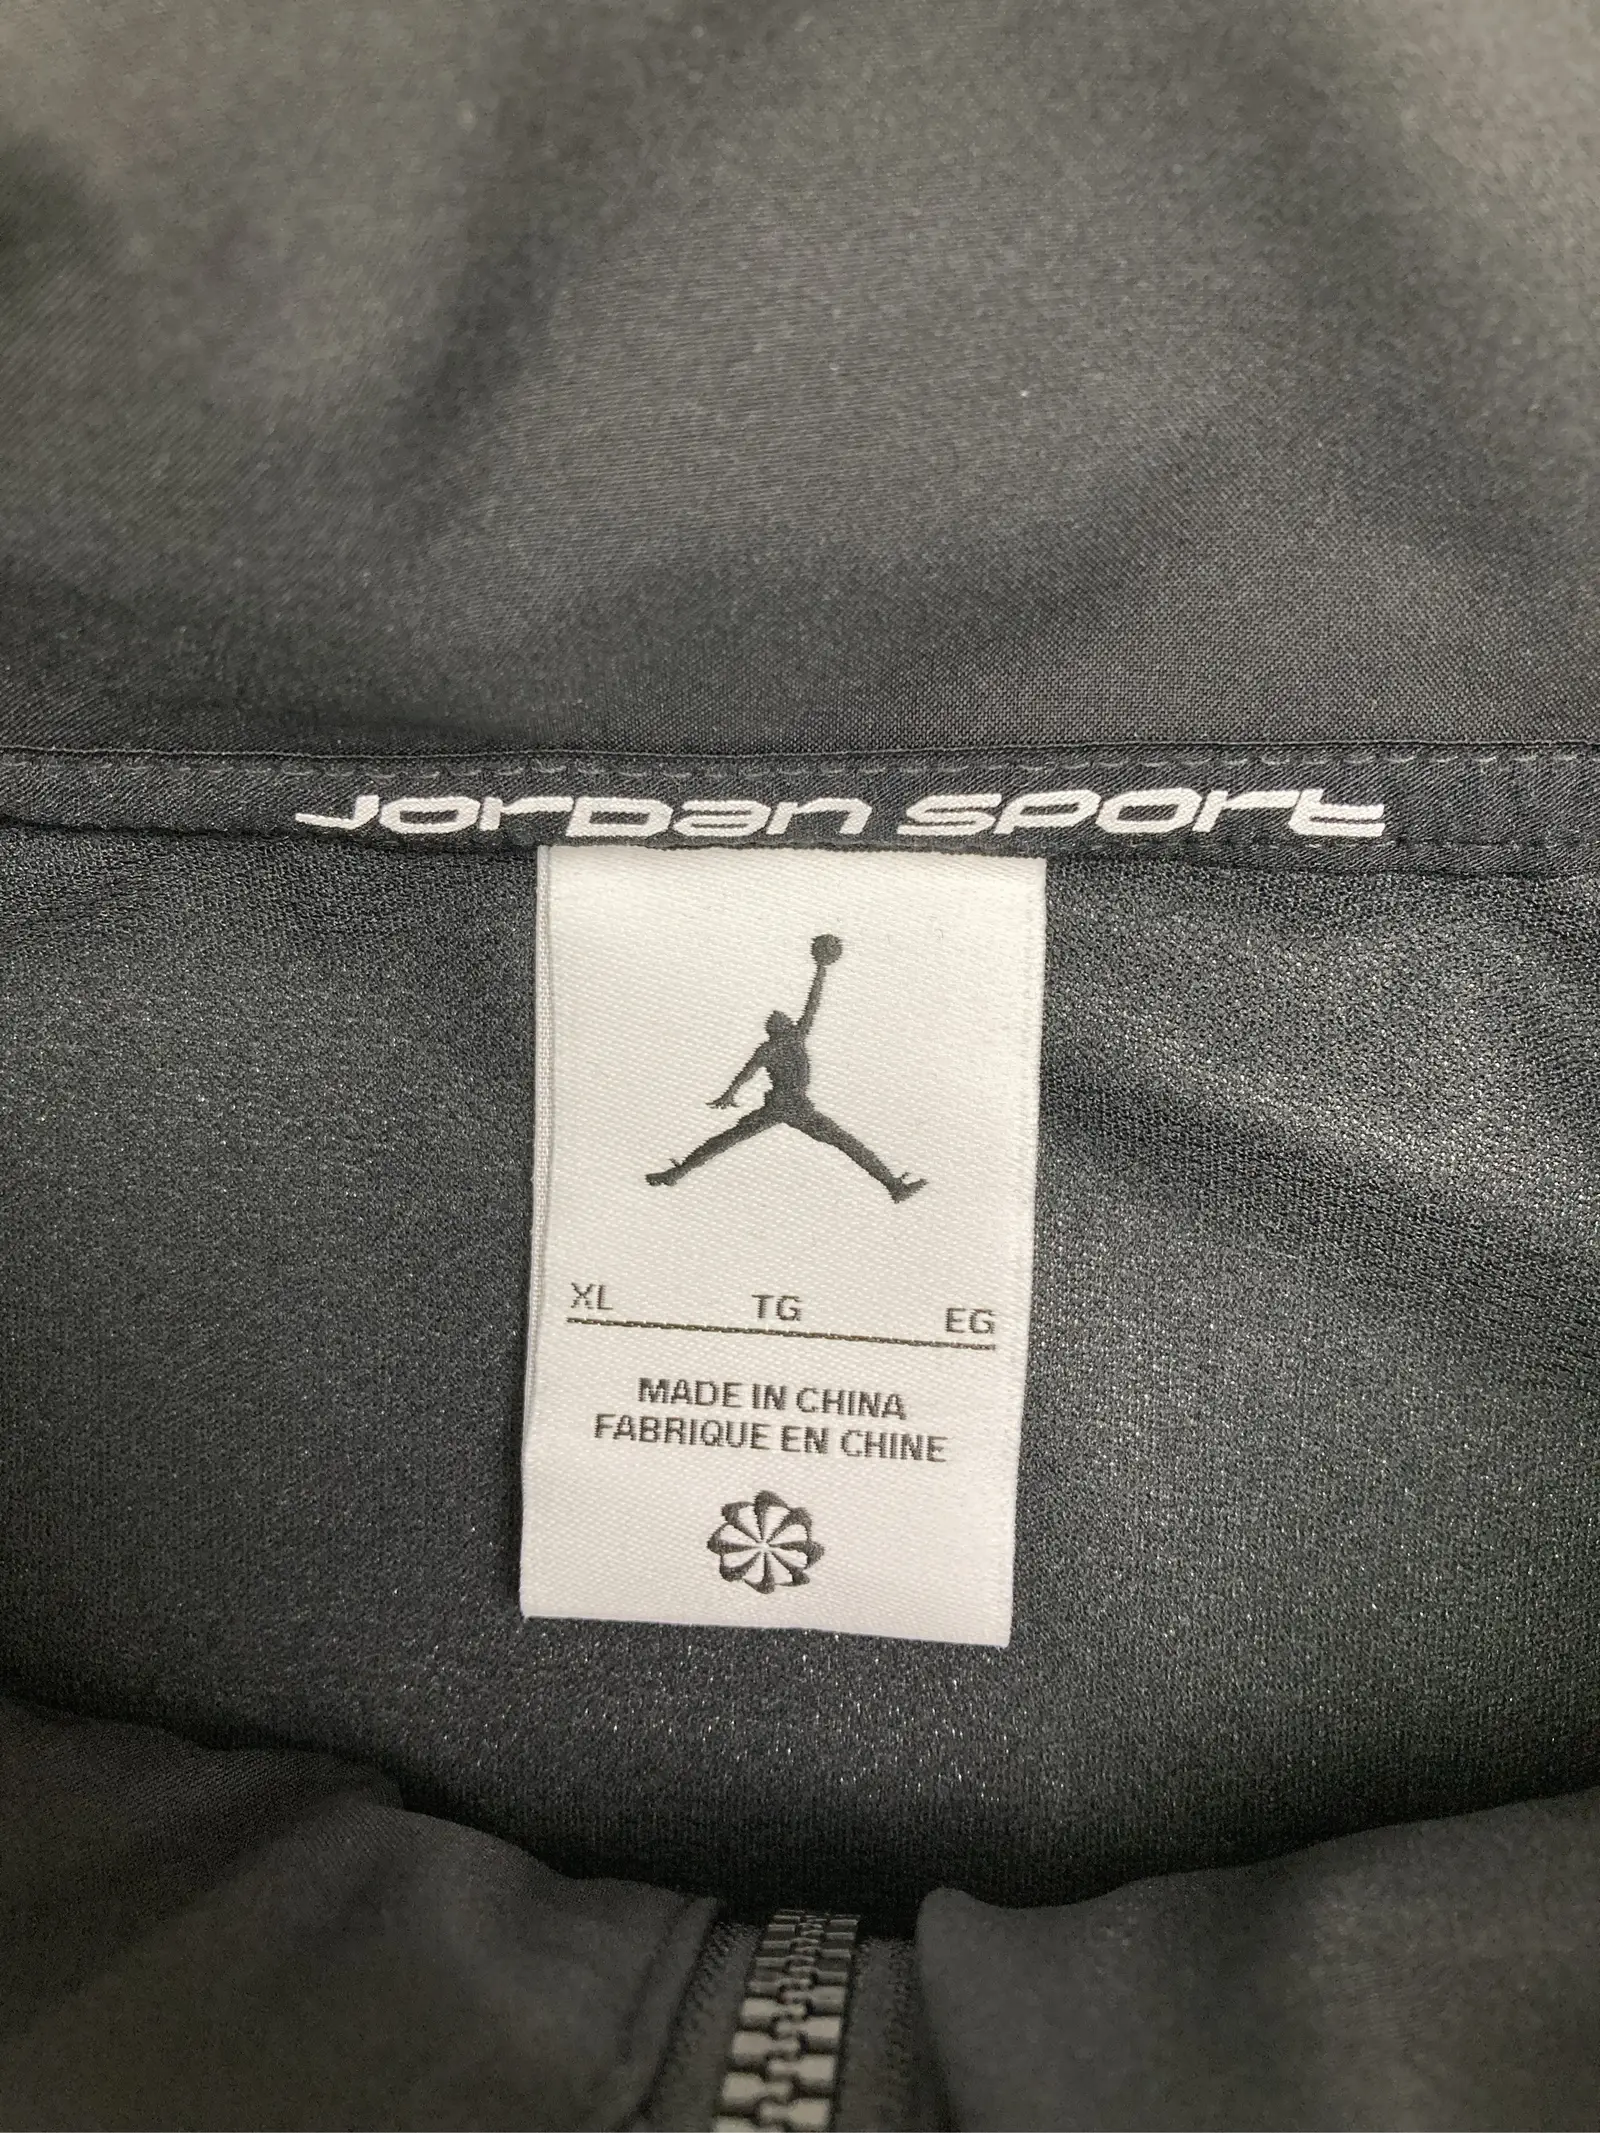 Jordan sport
XL TG EG
MADE IN CHINA
FABRIQUE EN CHINE